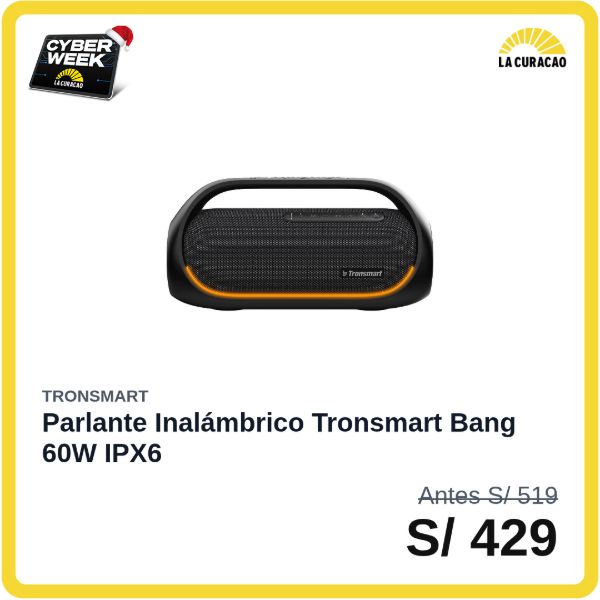 CYBER
WEEK
LA CURACAO
LA CURACAO
Tronsmart
TRONSMART
Parlante Inalámbrico Tronsmart Bang
60W IPX6
Antes S/ 519
S/ 429